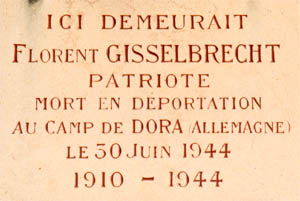 ICI DEMEURAIT
FLORENT GISSELBRECHT
PATRIOTE
MORT EN DÉPORTATION
AU CAMP DE DORA (ALLEMAGNE)
LE 30 JUIN 1944
1910 - 1944